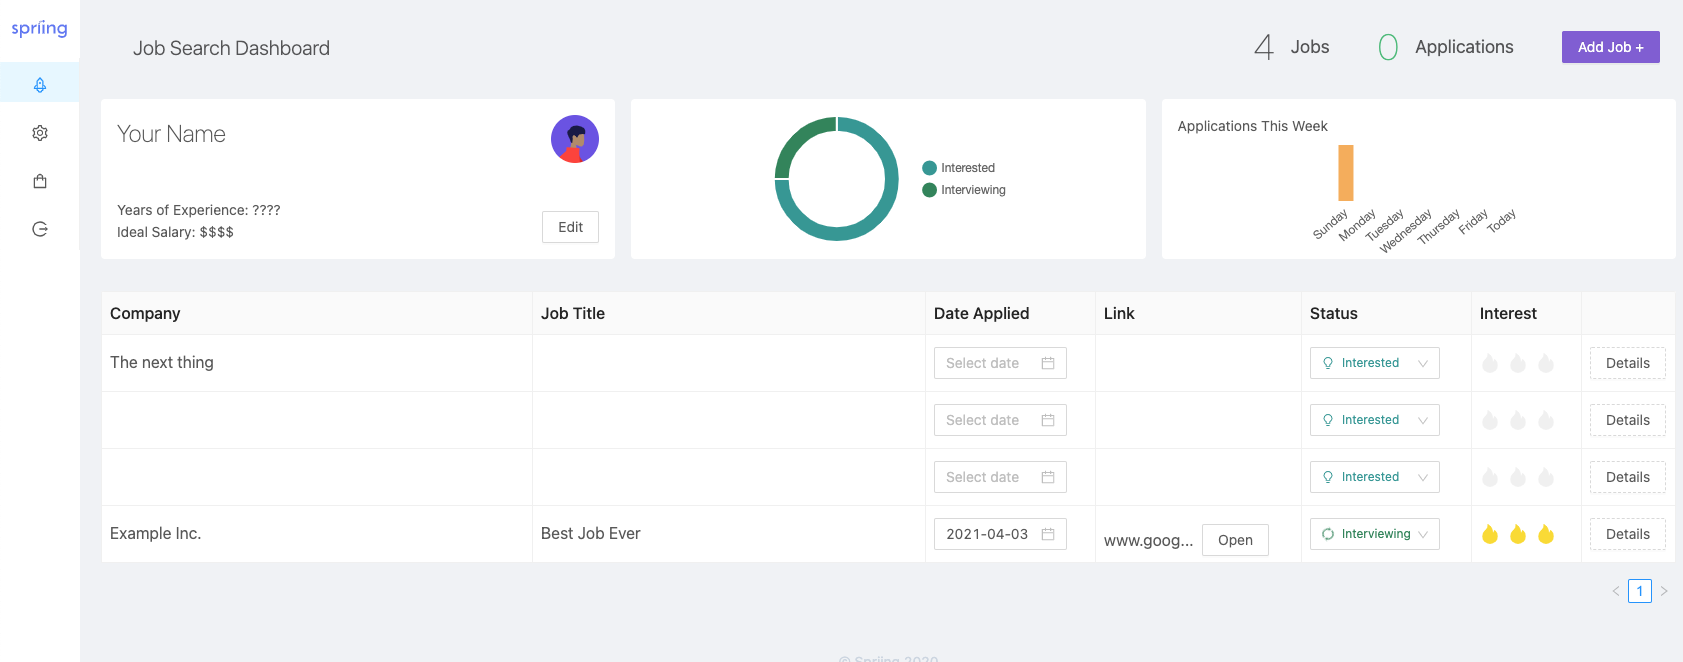 spriing
Job Search Dashboard
4 Jobs 0 Applications Add Job +
Your Name
Years of Experience: ????
Ideal Salary: $$$$
Edit
Interested
Interviewing
Applications This Week
Sunday Monday Tuesday Wednesday Thursday Friday Today
Company Job Title Date Applied Link Status Interest
The next thing Select date Interested Details
Select date Interested Details
Select date Interested Details
Example Inc. Best Job Ever 2021-04-03 www.goog... Open Interviewing Details
< 1 >
© Spriing 2020